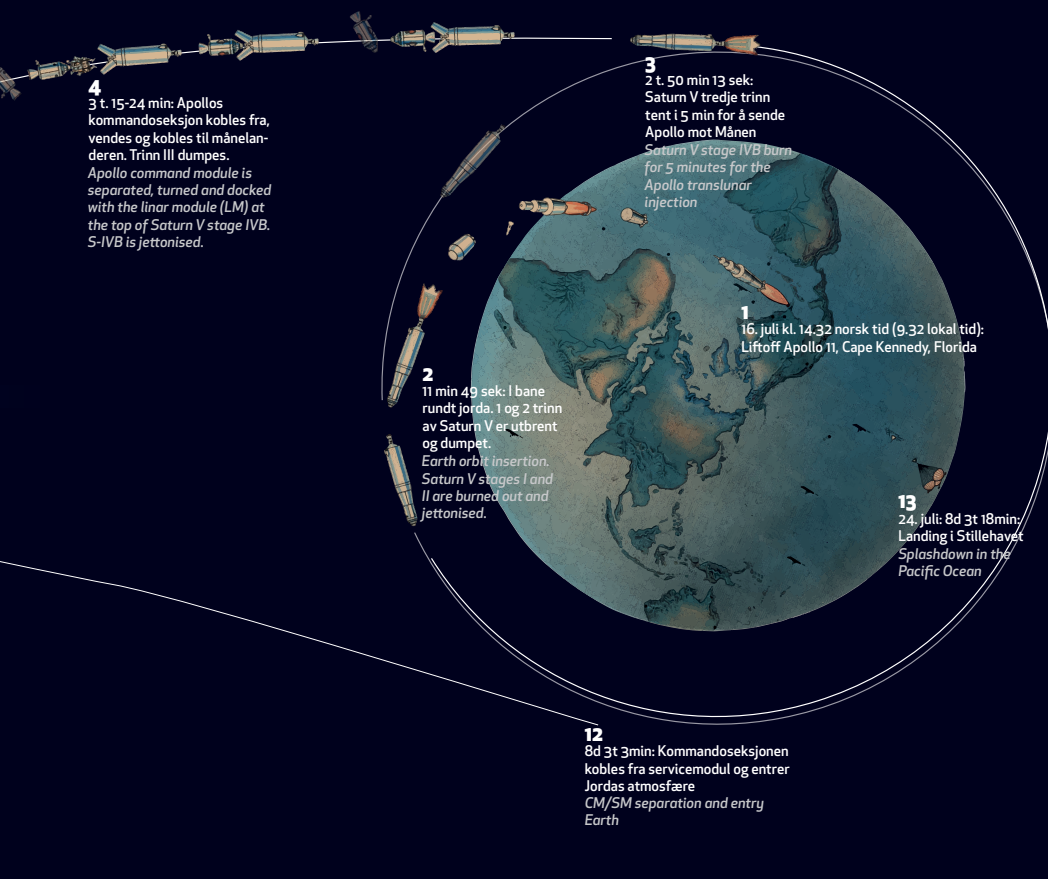 4
3 t. 15-24 min: Apollos
kommandoseksjon kobles fra,
vendes og kobles til månelan-
deren. Trinn III dumpes.
Apollo command module is
separated, turned and docked
with the linar module (LM) at
the top of Saturn V stage IVB.
S-IVB is jettonised.
3
2 t. 50 min 13 sek:
Saturn V tredje trinn
tent i 5 min for å sende
Apollo mot Månen
Saturn V stage IVB burn
for 5 minutes for the
Apollo translunar
injection
1
16. juli kl. 14.32 norsk tid (9.32 lokal tid):
Liftoff Apollo 11, Cape Kennedy, Florida
2
11 min 49 sek: I bane
rundt jorda. 1 og 2 trinn
av Saturn V er utbrent
og dumpet.
Earth orbit insertion.
Saturn V stages I and
II are burned out and
jettonised.
13
24. juli: 8d 3t 18min:
Landing i Stillehavet
Splashdown in the
Pacific Ocean
12
8d 3t 3min: Kommandoseksjonen
kobles fra servicemodul og entrer
Jordas atmosfære
CM/SM separation and entry
Earth